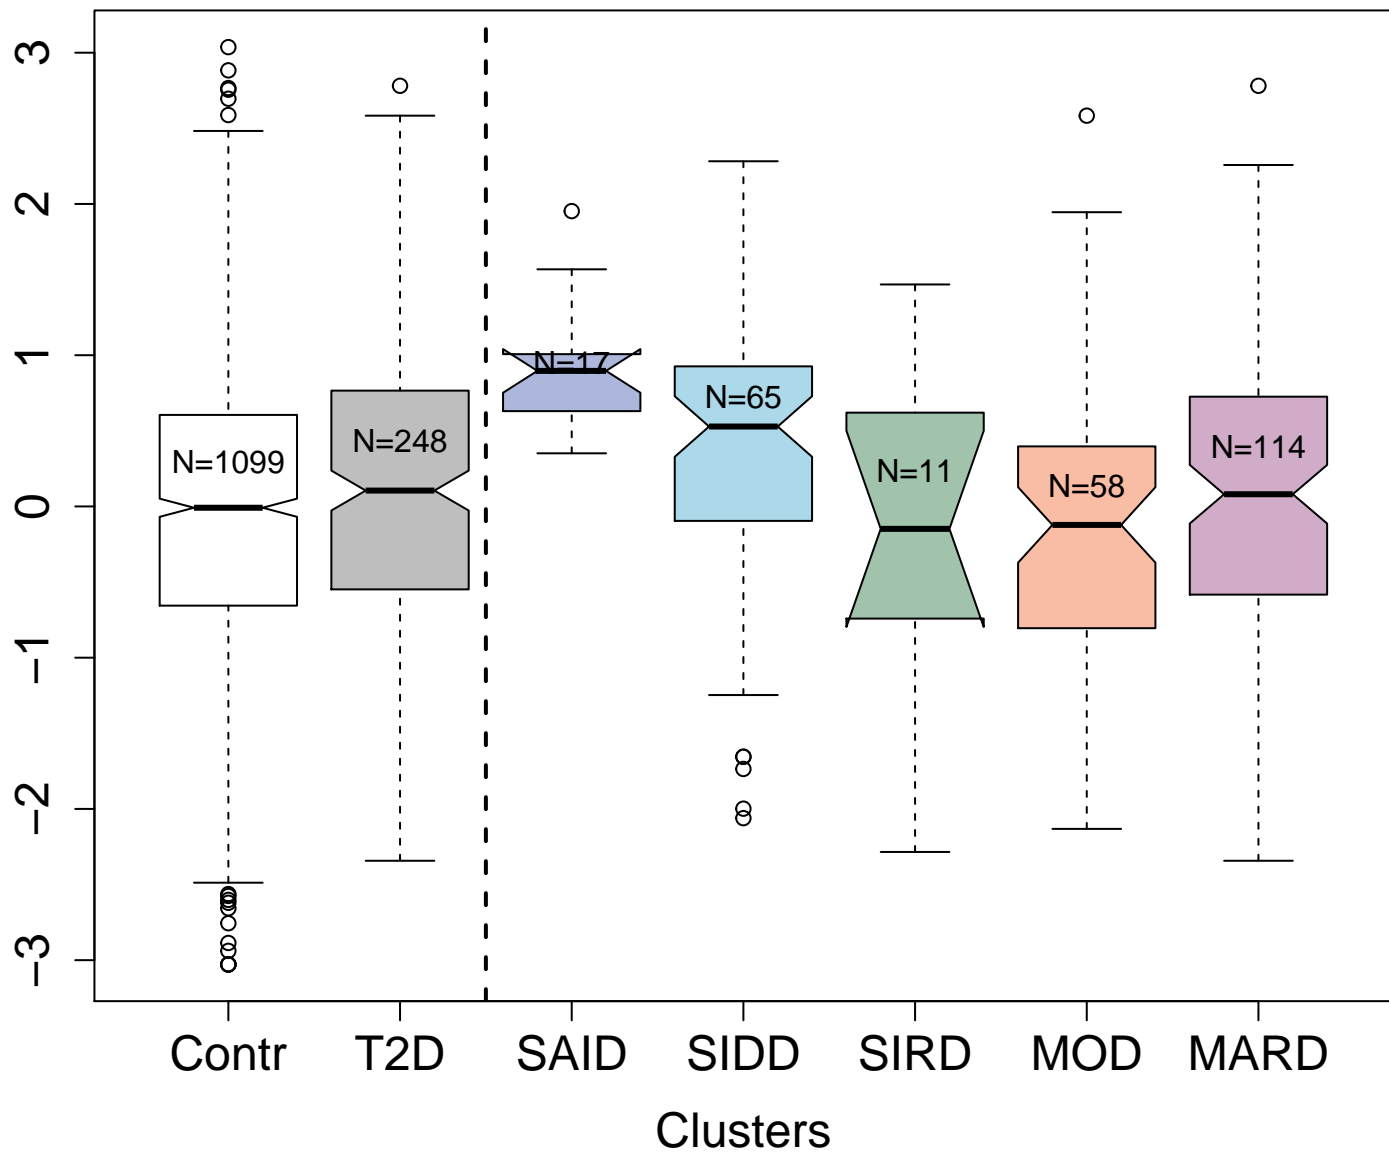 3
2
1
0
−1
−2
−3
N=1099
N=248
N=17
N=65
N=11
N=58
N=114
Contr T2D SAID SIDD SIRD MOD MARD
Clusters